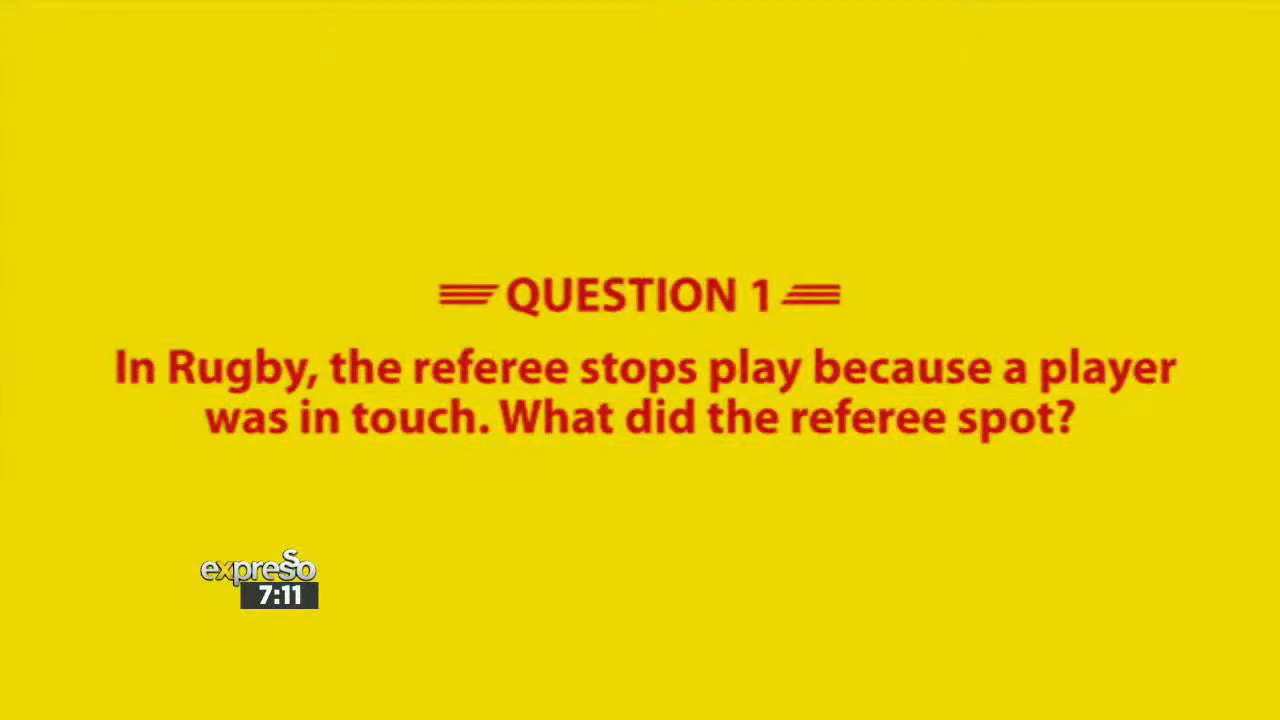 QUESTION 1
In Rugby, the referee stops play because a player
was in touch. What did the referee spot?
expresso
7:11